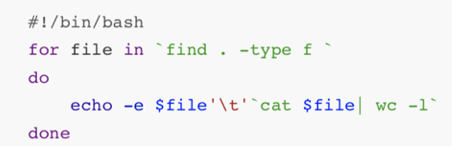 #!/bin/bash
for file in `find . -type f `
do
    echo -e $file'\t'`cat $file| wc -l`
done